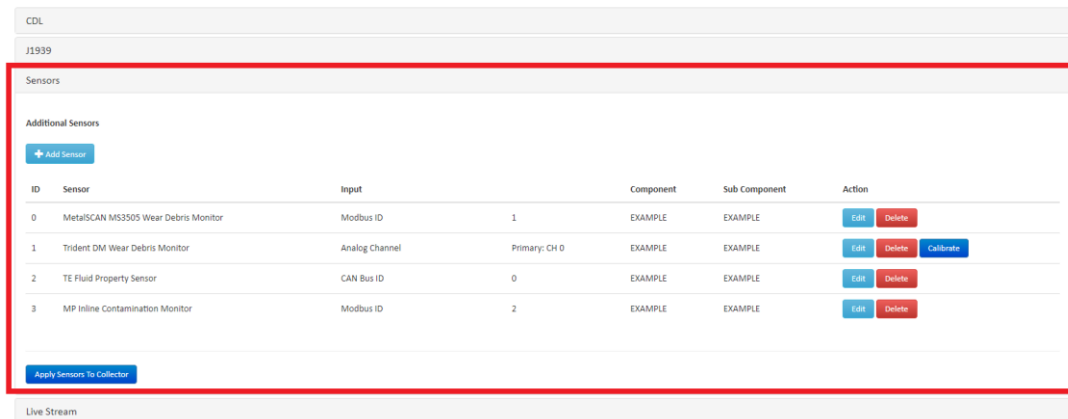 CDL
J1939
Sensors
Additional Sensors
Add Sensor
ID Sensor Input Component Sub Component Action
0 MetalSCAN MS3505 Wear Debris Monitor Modbus ID 1 EXAMPLE EXAMPLE Edit Delete
1 Trident DM Wear Debris Monitor Analog Channel Primary: CH 0 EXAMPLE EXAMPLE Edit Delete Calibrate
2 TE Fluid Property Sensor CAN Bus ID 0 EXAMPLE EXAMPLE Edit Delete
3 MP Inline Contamination Monitor Modbus ID 2 EXAMPLE EXAMPLE Edit Delete
Apply Sensors To Collector
Live Stream